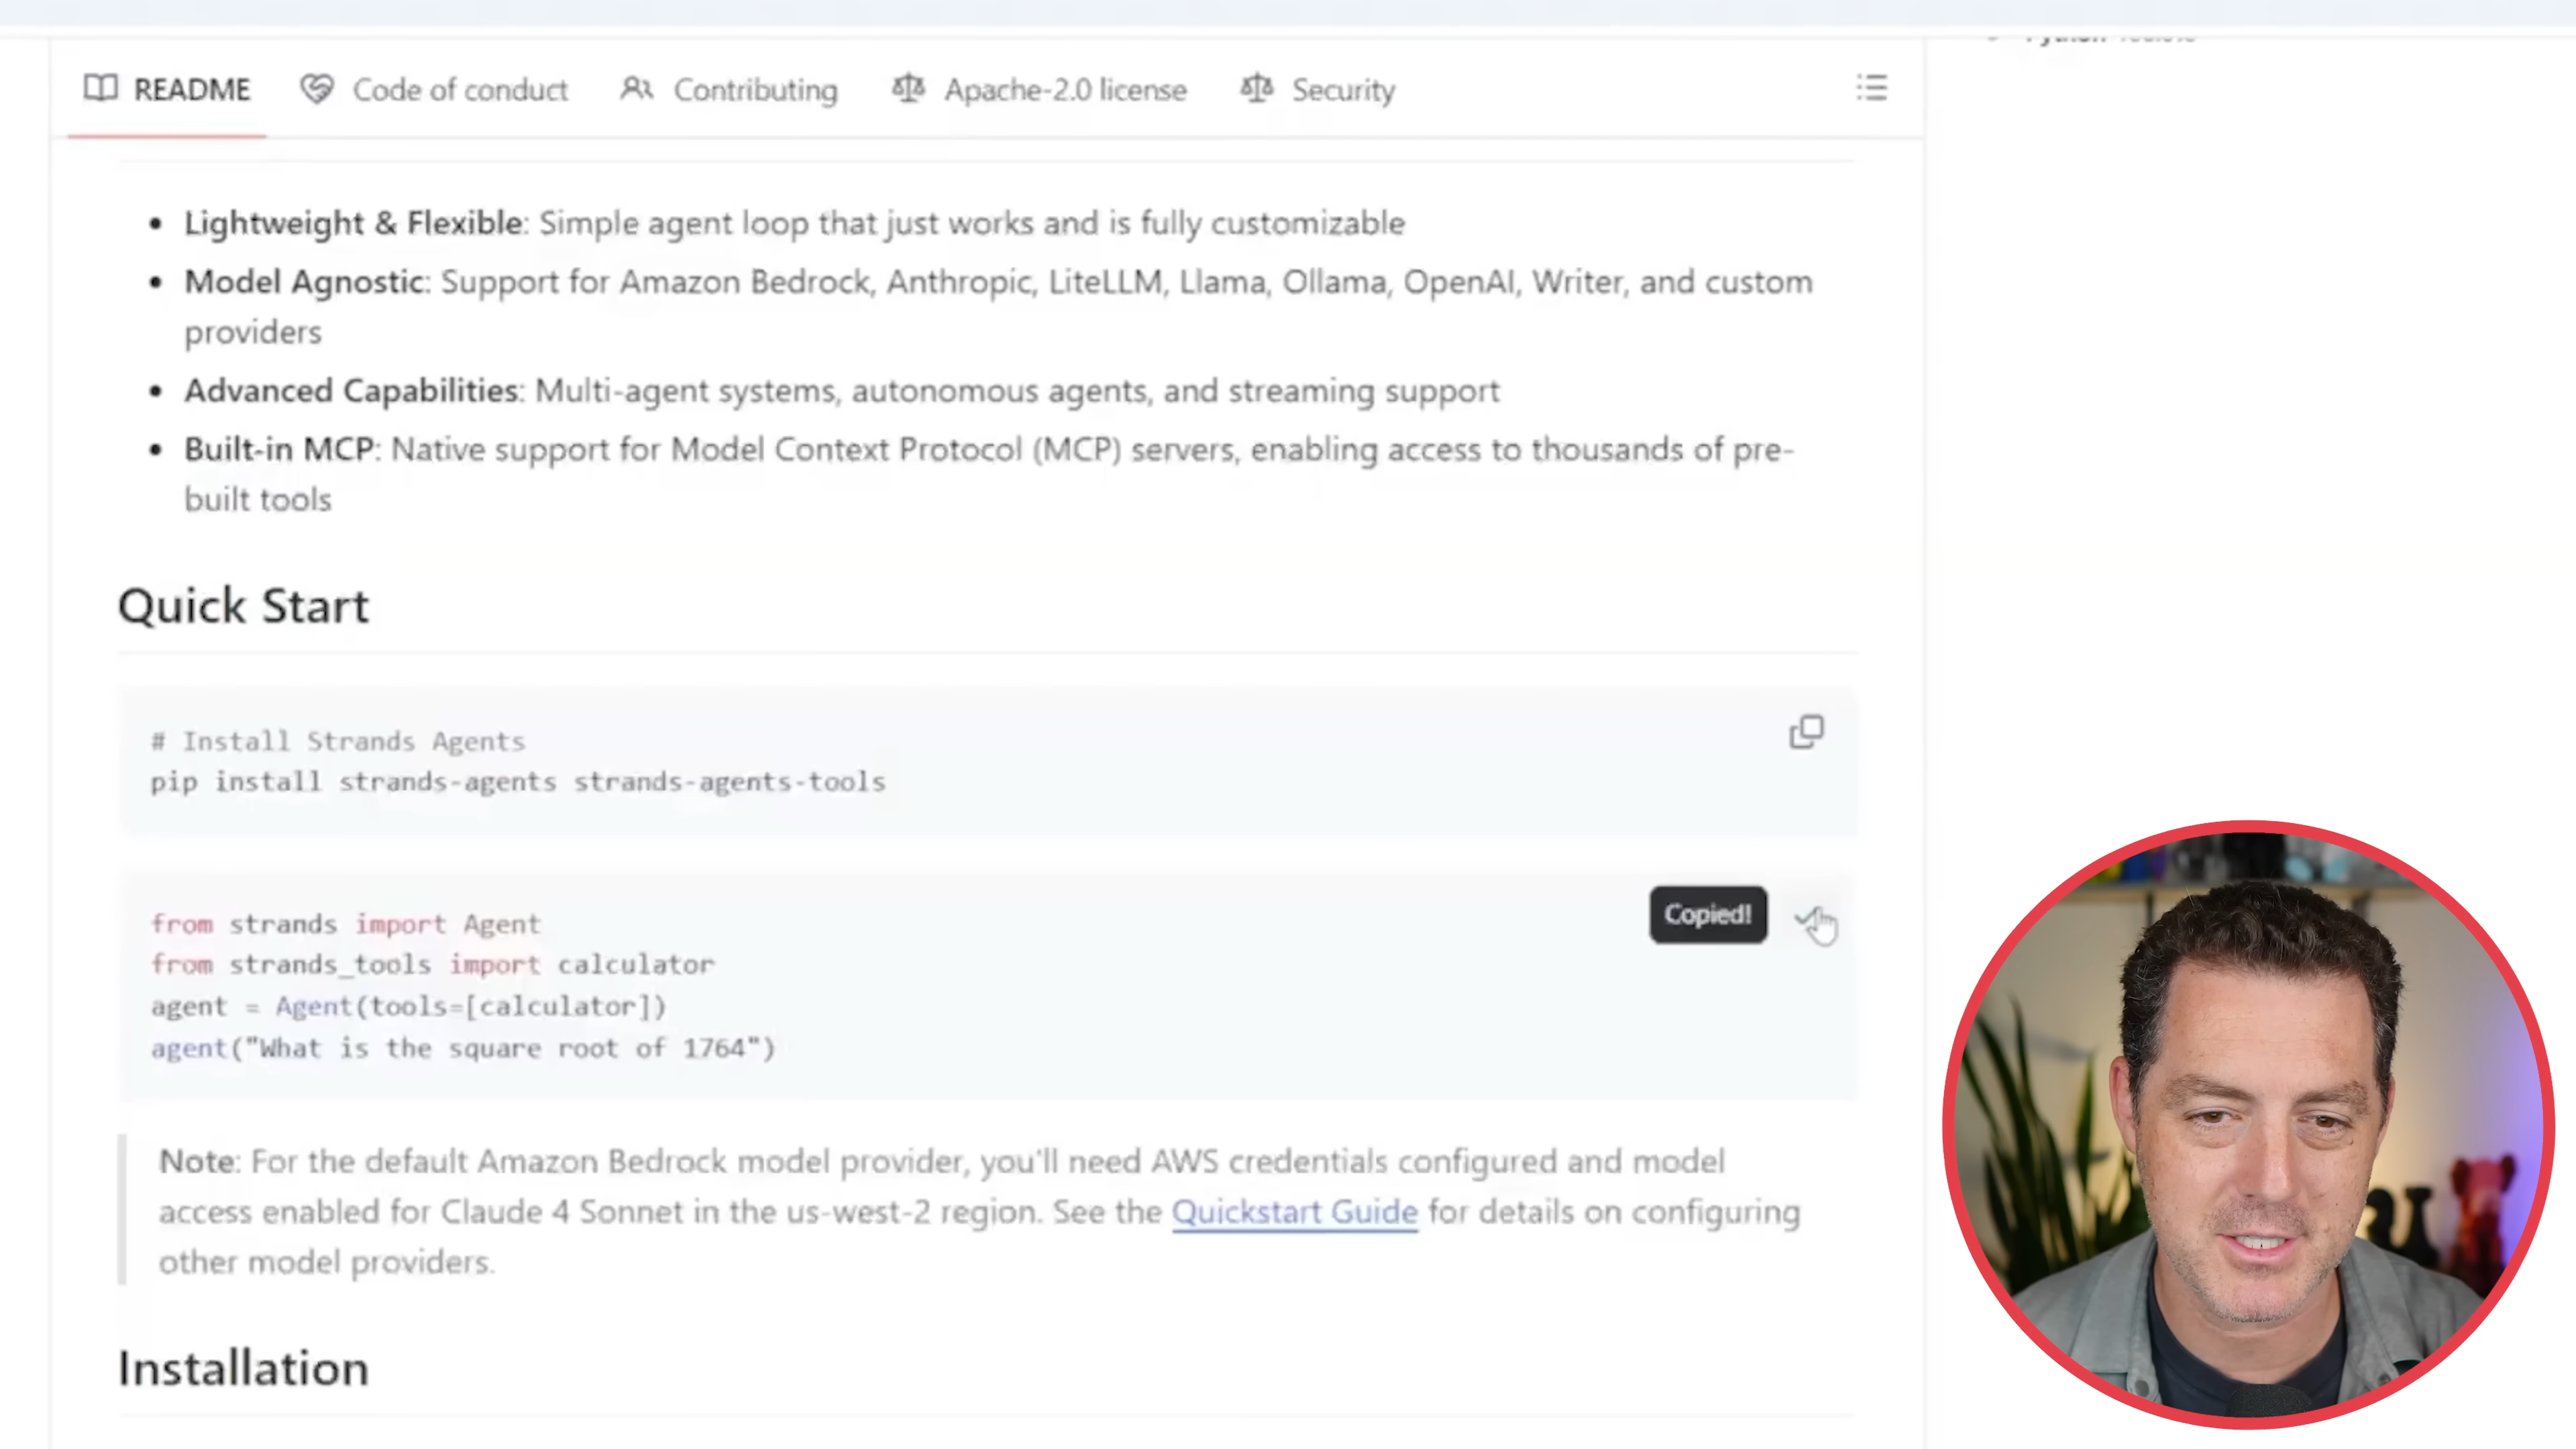 README Code of conduct Contributing Apache-2.0 license Security
Lightweight & Flexible: Simple agent loop that just works and is fully customizable
Model Agnostic: Support for Amazon Bedrock, Anthropic, LiteLLM, Llama, Ollama, OpenAI, Writer, and custom
providers
Advanced Capabilities: Multi-agent systems, autonomous agents, and streaming support
Built-in MCP: Native support for Model Context Protocol (MCP) servers, enabling access to thousands of pre-
built tools
Quick Start
# Install Strands Agents
pip install strands-agents strands-agents-tools
Copied!
from strands import Agent
from strands_tools import calculator
agent = Agent(tools=[calculator])
agent("What is the square root of 1764")
Note: For the default Amazon Bedrock model provider, you'll need AWS credentials configured and model
access enabled for Claude 4 Sonnet in the us-west-2 region. See the Quickstart Guide for details on configuring
other model providers.
Installation